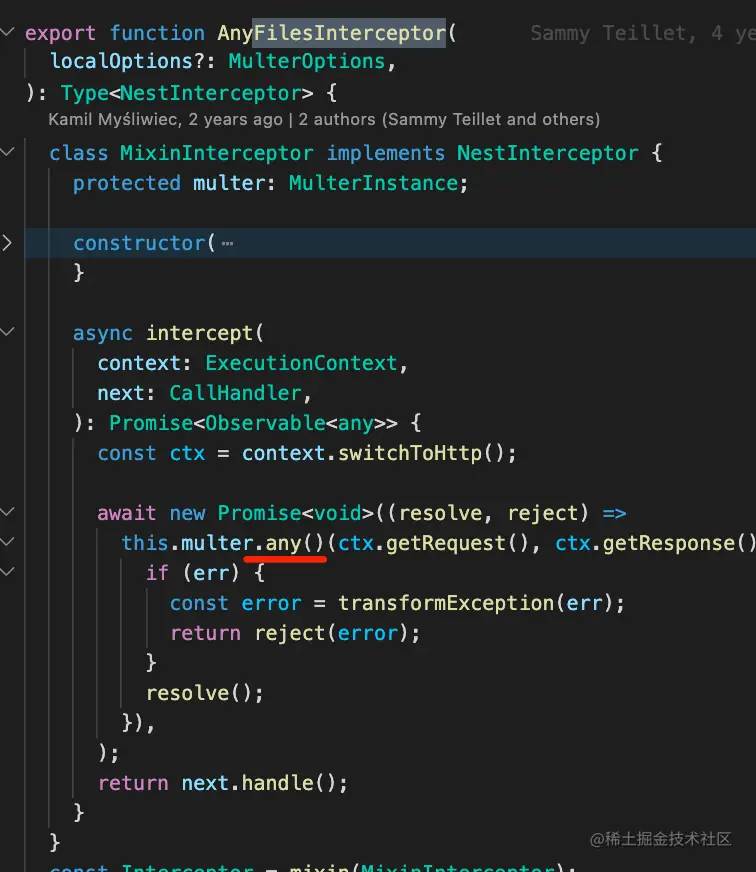 export function AnyFilesInterceptor( Sammy Teillet, 4 ye
localOptions?: MulterOptions,
): Type<NestInterceptor> {
Kamil Myśliwiec, 2 years ago | 2 authors (Sammy Teillet and others)
class MixinInterceptor implements NestInterceptor {
protected multer: MulterInstance;
constructor( ⋯
}
async intercept(
context: ExecutionContext,
next: CallHandler,
): Promise<Observable<any>> {
const ctx = context.switchToHttp();
await new Promise<void>((resolve, reject) =>
this.multer.any()(ctx.getRequest(), ctx.getResponse()
if (err) {
const error = transformException(err);
return reject(error);
}
resolve();
}),
);
return next.handle();
}
}
const Interceptor = mixin(MixinInterceptor);
@稀土掘金技术社区